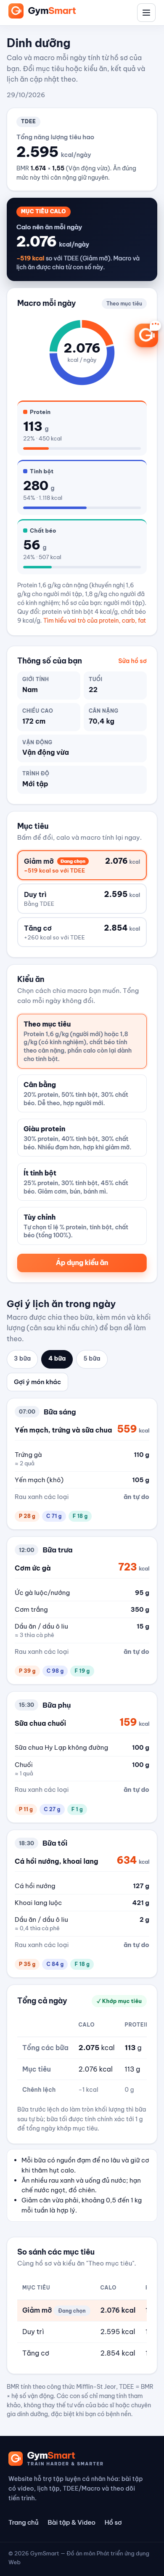 GymSmart
Dinh dưỡng
Calo và macro mỗi ngày tính từ hồ sơ của bạn. Đổi mục tiêu hoặc kiểu ăn, kết quả và lịch ăn cập nhật theo.
29/10/2026
TDEE
Tổng năng lượng tiêu hao
2.595 kcal/ngày
BMR 1.674 × 1.55 (Vận động vừa). Ăn đúng mức này thì cân nặng giữ nguyên.
MỤC TIÊU CALO
Calo nên ăn mỗi ngày
2.076 kcal/ngày
-519 kcal so với TDEE (Giảm mỡ). Macro và lịch ăn được chia từ con số này.
Macro mỗi ngày
Theo mục tiêu
2.076
kcal / ngày
Protein
113 g
22% · 450 kcal
Tinh bột
280 g
54% · 1.118 kcal
Chất béo
56 g
24% · 507 kcal
Protein 1,6 g/kg cân nặng (khuyến nghị 1,6 g/kg cho người mới tập, 1,8 g/kg cho người đã có kinh nghiệm; hồ sơ của bạn: người mới tập). Quy đổi: protein và tinh bột 4 kcal/g, chất béo 9 kcal/g. Tìm hiểu vai trò của protein, carb, fat
Thông số của bạn
Sửa hồ sơ
GIỚI TÍNH
Nam
TUỔI
22
CHIỀU CAO
172 cm
CÂN NẶNG
70,4 kg
VẬN ĐỘNG
Vận động vừa
TRÌNH ĐỘ
Mới tập
Mục tiêu
Bấm để đổi, calo và macro tính lại ngay.
Giảm mỡ Đang chọn 2.076 kcal
-519 kcal so với TDEE
Duy trì 2.595 kcal
Bằng TDEE
Tăng cơ 2.854 kcal
+260 kcal so với TDEE
Kiểu ăn
Chọn cách chia macro bạn muốn. Tổng calo mỗi ngày không đổi.
Theo mục tiêu
Protein 1,6 g/kg (người mới) hoặc 1,8 g/kg (có kinh nghiệm), chất béo tính theo cân nặng, phần calo còn lại dành cho tinh bột.
Cân bằng
20% protein, 50% tinh bột, 30% chất béo. Dễ theo, hợp người mới.
Giàu protein
30% protein, 40% tinh bột, 30% chất béo. Nhiều đạm hơn, hợp khi giảm mỡ.
Ít tinh bột
25% protein, 30% tinh bột, 45% chất béo. Giảm cơm, bún, bánh mì.
Tùy chỉnh
Tự chọn tỉ lệ % protein, tinh bột, chất béo (tổng 100%).
Áp dụng kiểu ăn
Gợi ý lịch ăn trong ngày
Macro được chia theo bữa, kèm món và khối lượng (cân sau khi nấu chín) để bạn dễ làm theo.
3 bữa
4 bữa
5 bữa
Gợi ý món khác
07:00 Bữa sáng
Yến mạch, trứng và sữa chua 559 kcal
Trứng gà 110 g
≈ 2 quả
Yến mạch (khô) 105 g
Rau xanh các loại ăn tự do
P 28 g C 71 g F 18 g
12:00 Bữa trưa
Cơm ức gà 723 kcal
Ức gà luộc/nướng 95 g
Cơm trắng 350 g
Dầu ăn / dầu ô liu 15 g
≈ 3 thìa cà phê
Rau xanh các loại ăn tự do
P 39 g C 98 g F 19 g
15:30 Bữa phụ
Sữa chua chuối 159 kcal
Sữa chua Hy Lạp không đường 100 g
Chuối 100 g
≈ 1 quả
Rau xanh các loại ăn tự do
P 11 g C 27 g F 1 g
18:30 Bữa tối
Cá hồi nướng, khoai lang 634 kcal
Cá hồi nướng 127 g
Khoai lang luộc 421 g
Dầu ăn / dầu ô liu 2 g
≈ 0,4 thìa cà phê
Rau xanh các loại ăn tự do
P 35 g C 84 g F 18 g
Tổng cả ngày
✓ Khớp mục tiêu
CALO PROTEIN
Tổng các bữa 2.075 kcal 113 g
Mục tiêu 2.076 kcal 113 g
Chênh lệch -1 kcal 0 g
Bữa trước lệch do làm tròn khối lượng thì bữa sau tự bù; bữa tối được tính chính xác tới 1 g để tổng ngày khớp mục tiêu.
Mỗi bữa có nguồn đạm để no lâu và giữ cơ khi thâm hụt calo.
Ăn nhiều rau xanh và uống đủ nước; hạn chế nước ngọt, đồ chiên.
Giảm cân vừa phải, khoảng 0,5 đến 1 kg mỗi tuần là hợp lý.
So sánh các mục tiêu
Cùng hồ sơ và kiểu ăn "Theo mục tiêu".
MỤC TIÊU CALO
Giảm mỡ Đang chọn 2.076 kcal
Duy trì 2.595 kcal
Tăng cơ 2.854 kcal
BMR tính theo công thức Mifflin-St Jeor, TDEE = BMR × hệ số vận động. Các con số chỉ mang tính tham khảo, không thay thế tư vấn của bác sĩ hoặc chuyên gia dinh dưỡng, đặc biệt khi bạn có bệnh nền.
GymSmart
TRAIN HARDER & SMARTER
Website hỗ trợ tập luyện cá nhân hóa: bài tập có video, lịch tập, TDEE/Macro và theo dõi tiến trình.
Trang chủ Bài tập & Video Hồ sơ
© 2026 GymSmart — Đồ án môn Phát triển ứng dụng Web